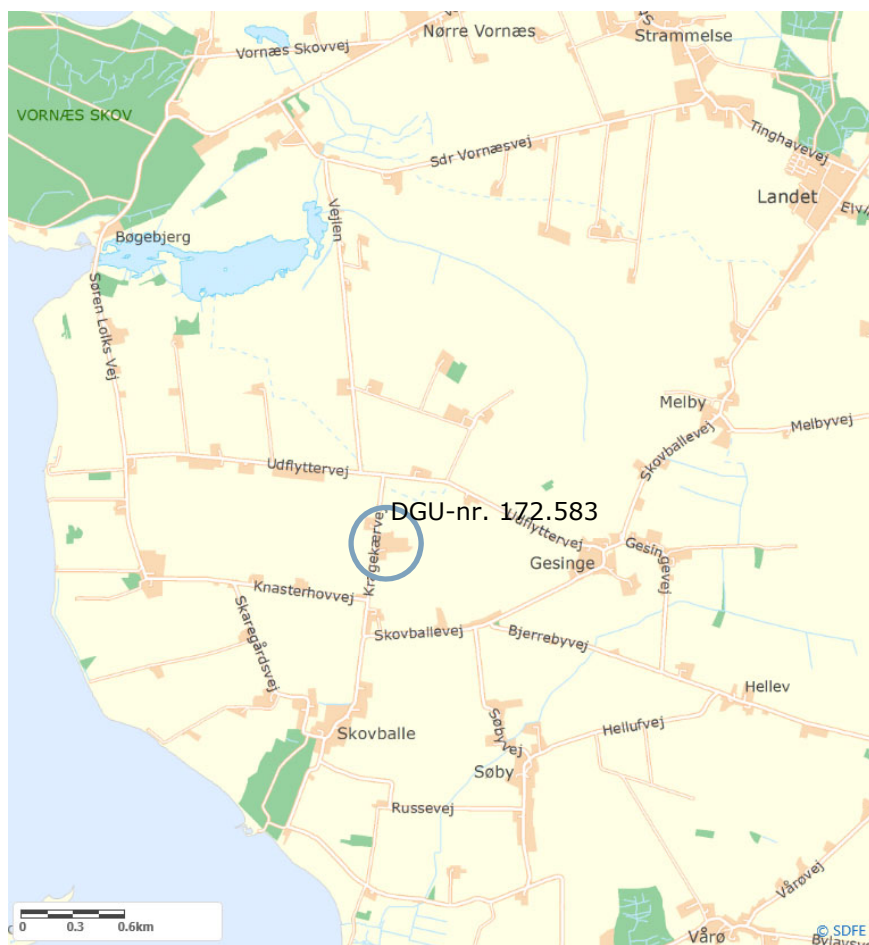 Nørre Vornæs
Strammelse
Vornæs Skovvej
VORNÆS SKOV
Tinghavevej
Sdr Vornæsvej
Landet
Vejlen
Bøgebjerg
Søren Lolks Vej
Melby
Melbyvej
Skovballevej
Udflyttervej
DGU-nr. 172.583
Udflyttervej
Gesingevej
Gesinge
Kragekærvej
Knasterhovvej
Skaregårdsvej
Skovballevej
Bjerrebyvej
Hellev
Søbyvej
Hellufvej
Skovballe
Søby
Russevej
Vårøvej
0 0.3 0.6km
© SDFE
Vårø